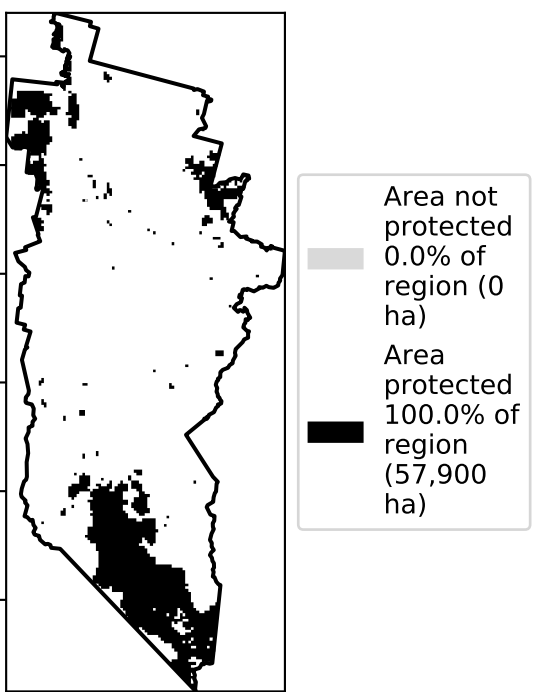 Area not
protected
0.0% of
region (0
ha)
Area
protected
100.0% of
region
(57,900
ha)